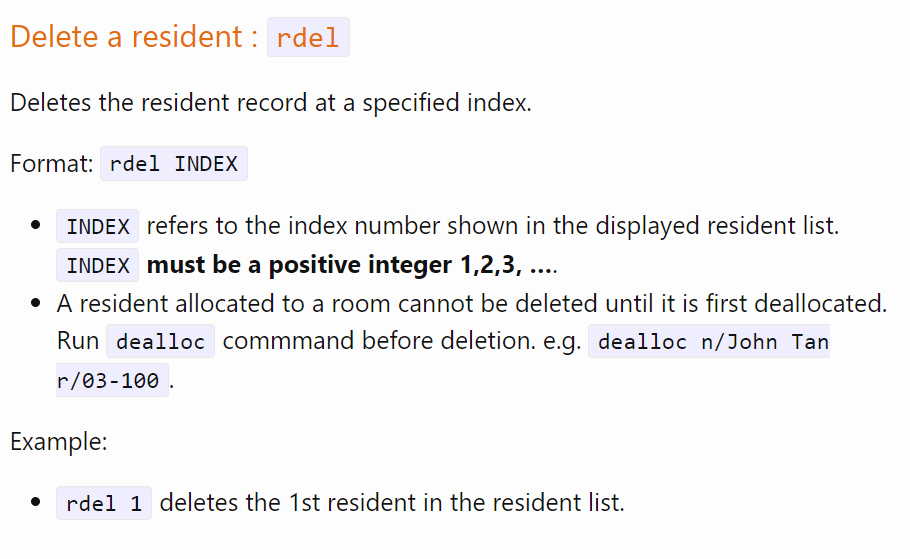 Delete a resident : rdel
Deletes the resident record at a specified index.
Format: rdel INDEX
• INDEX refers to the index number shown in the displayed resident list.
INDEX must be a positive integer 1,2,3, ….
• A resident allocated to a room cannot be deleted until it is first deallocated.
Run dealloc commmand before deletion. e.g. dealloc n/John Tan
r/03-100.
Example:
• rdel 1 deletes the 1st resident in the resident list.